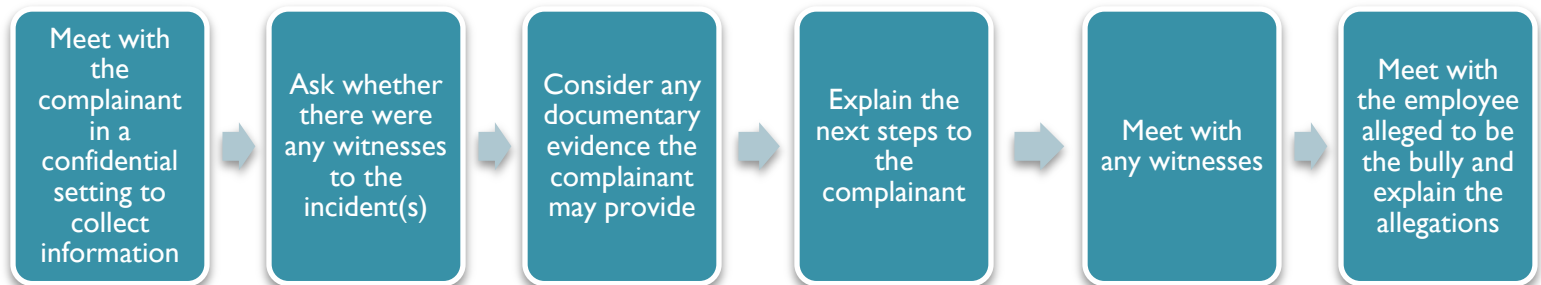 Meet with
the
complainant
in a
confidential
setting to
collect
information
Ask whether
there were
any witnesses
to the
incident(s)
Consider any
documentary
evidence the
complainant
may provide
Explain the
next steps to
the
complainant
Meet with
any witnesses
Meet with
the employee
alleged to be
the bully and
explain the
allegations